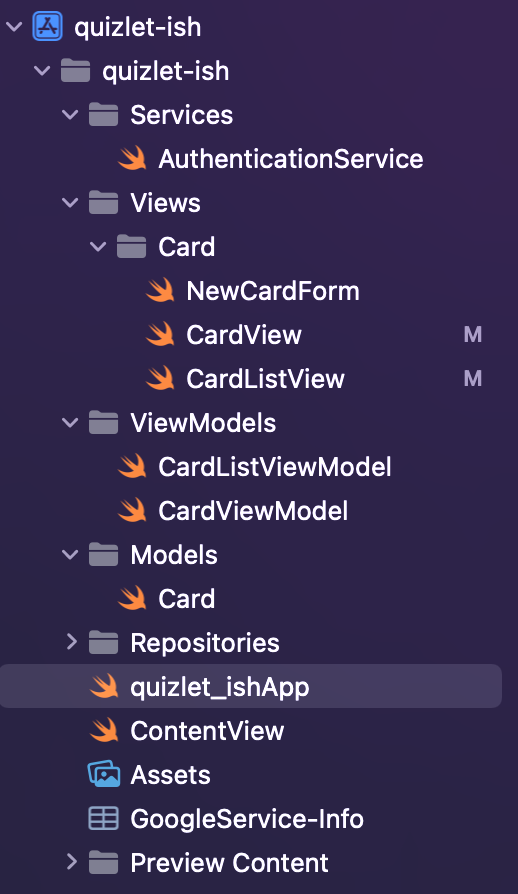 quizlet-ish
quizlet-ish
Services
AuthenticationService
Views
Card
NewCardForm
CardView M
CardListView M
ViewModels
CardListViewModel
CardViewModel
Models
Card
Repositories
quizlet_ishApp
ContentView
Assets
GoogleService-Info
Preview Content